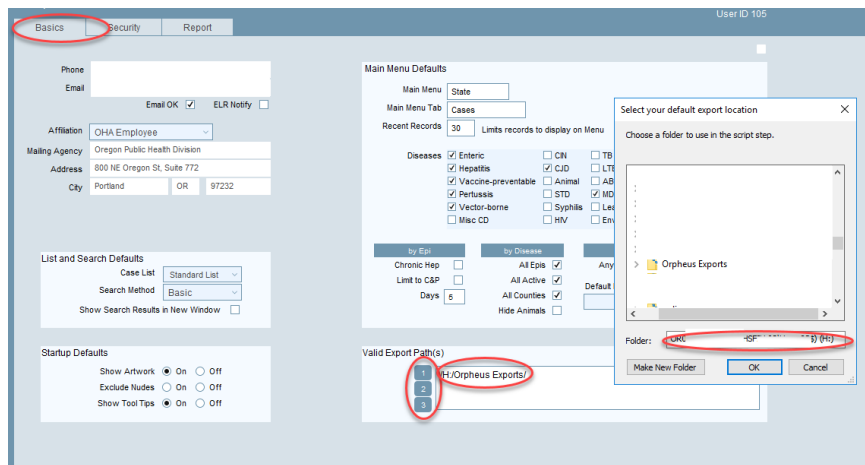 User ID 105
Basics Security Report
Phone
Email
Email OK ELR Notify
Affiliation OHA Employee
Mailing Agency Oregon Public Health Division
Address 800 NE Oregon St, Suite 772
City Portland OR 97232
List and Search Defaults
Case List Standard List
Search Method Basic
Show Search Results in New Window
Startup Defaults
Show Artwork On Off
Exclude Nudes On Off
Show Tool Tips On Off
Main Menu Defaults
Main Menu State
Main Menu Tab Cases
Recent Records 30 Limits records to display on Menu
Diseases Enteric CIN TB
Hepatitis CJD
Vaccine-preventable Animal
Pertussis STD
Vector-borne Syphilis
Misc CD HIV
by Epi by Disease
Chronic Hep All Epis
Limit to C&P All Active
Days 5 All Counties
Hide Animals
Valid Export Path(s)
1 /H:/Orpheus Exports/
2
3
Select your default export location
Choose a folder to use in the script step.
Orpheus Exports
Folder: (H:)
Make New Folder OK Cancel